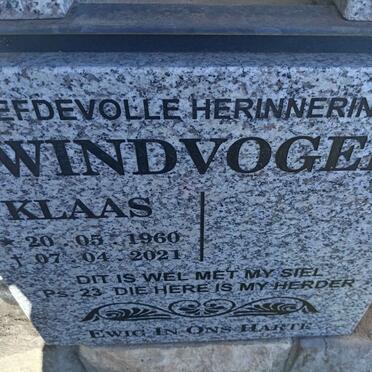 EFDEVOLLE HERINNERIN
WINDVOGEL
KLAAS
* 20 . 05 . 1960
† 07 . 04 . 2021
DIT IS WEL MET MY SIEL
Ps. 23 DIE HERE IS MY HERDER
EWIG IN ONS HARTE